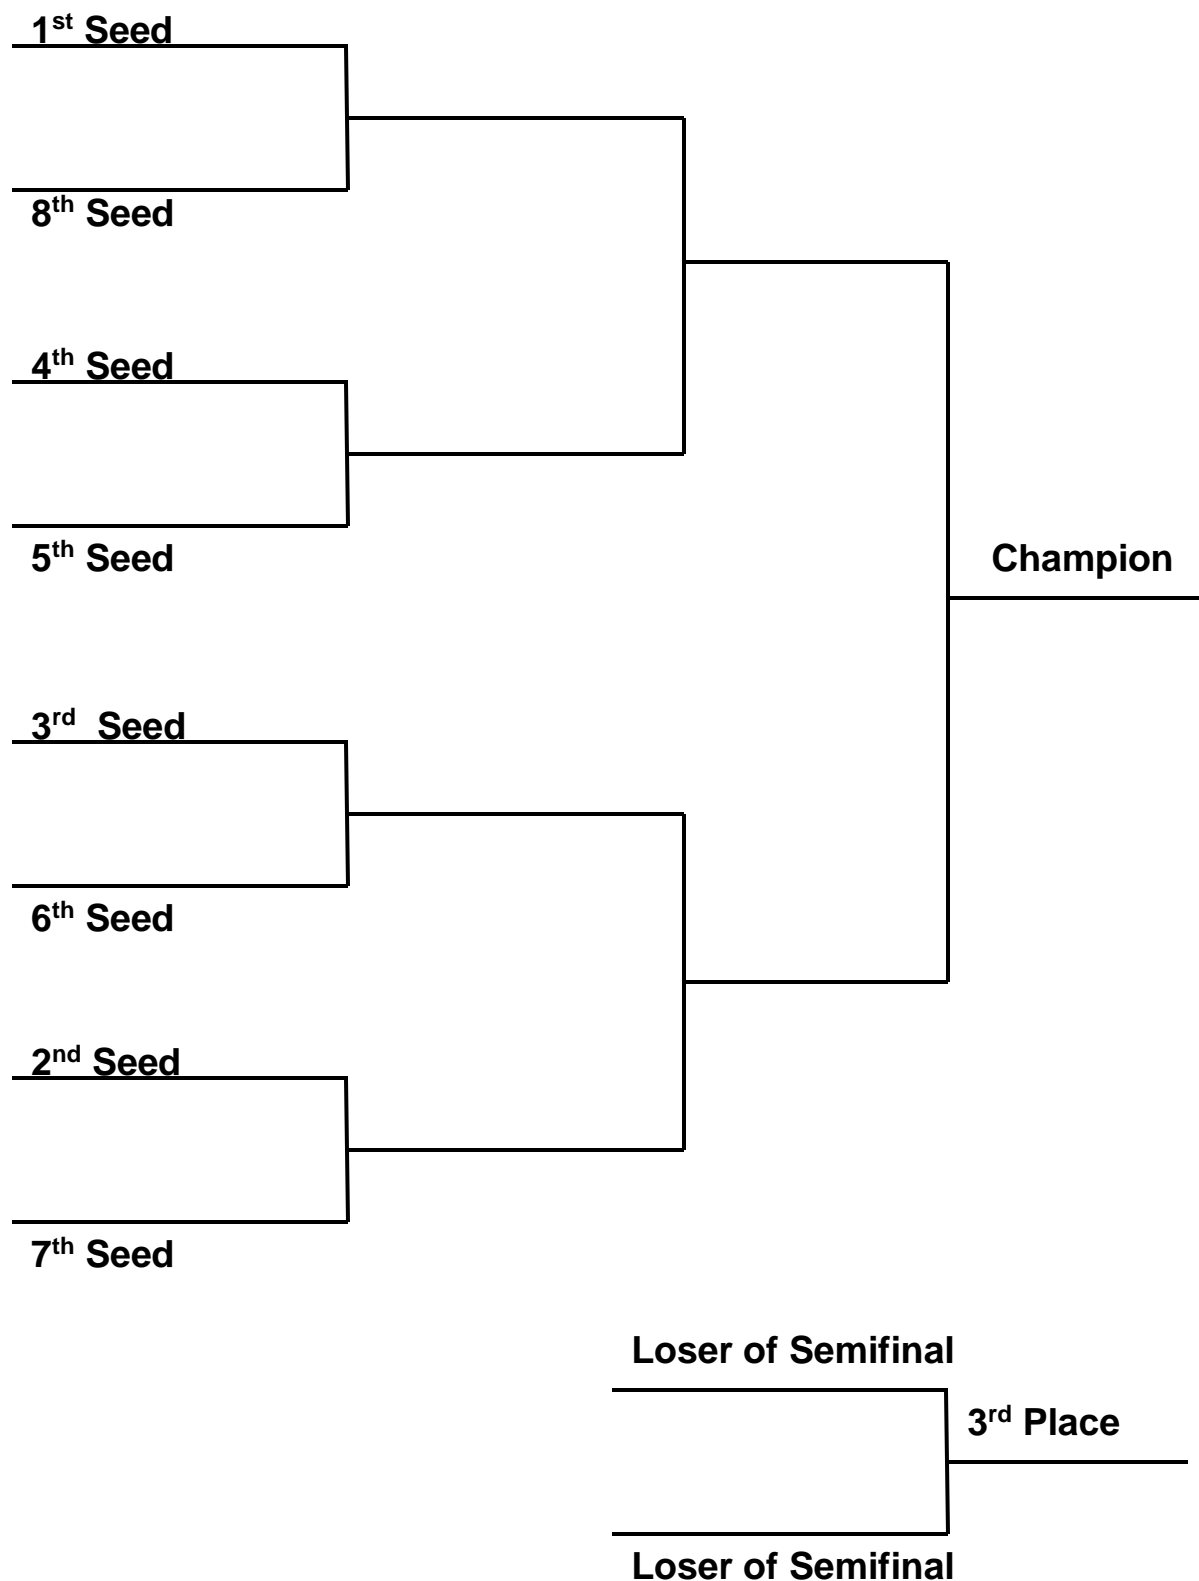 1st Seed
8th Seed
4th Seed
5th Seed
Champion
3rd  Seed
6th Seed
2nd Seed
7th Seed
Loser of Semifinal
3rd Place
Loser of Semifinal